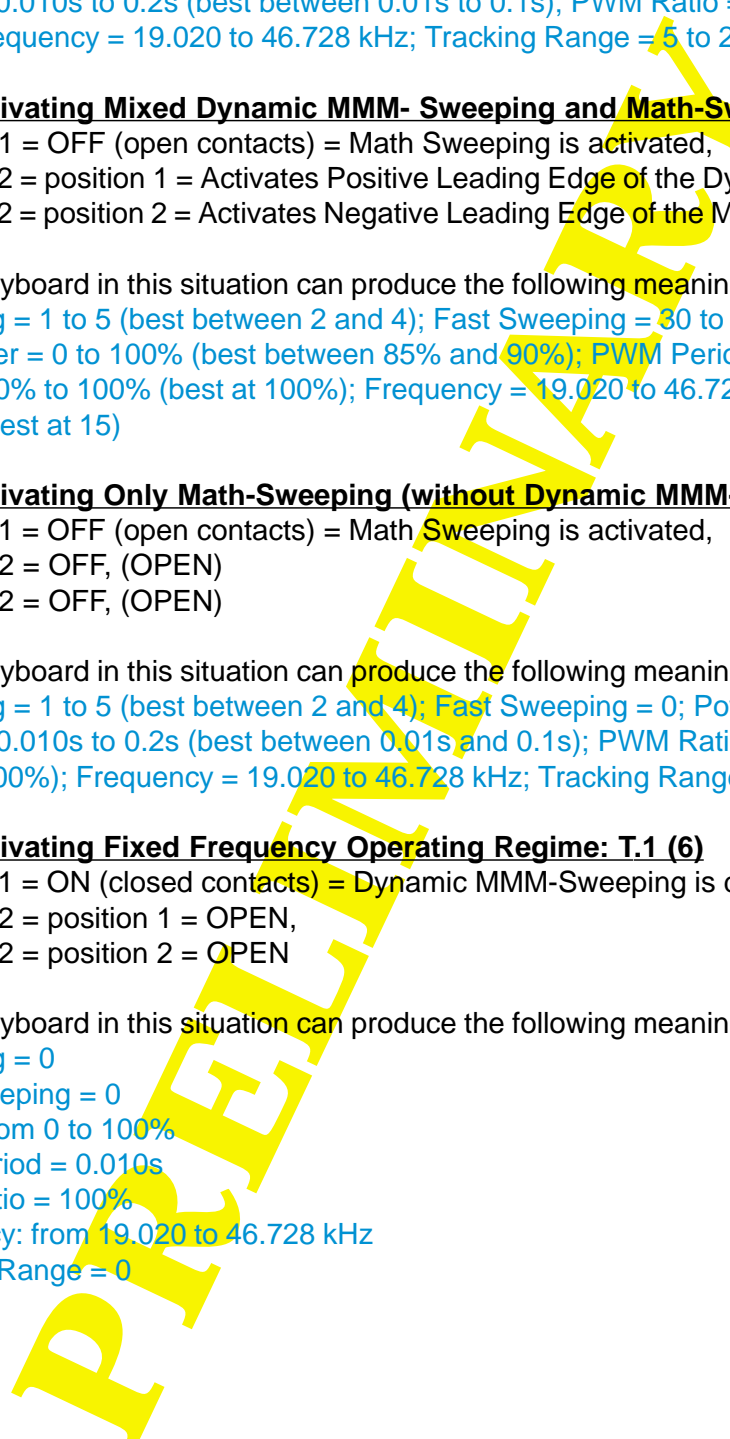 0.010s to 0.2s (best between 0.01s to 0.1s); PWM Ratio =
equency = 19.020 to 46.728 kHz; Tracking Range = 5 to 2
ivating Mixed Dynamic MMM- Sweeping and Math-Sw
1 = OFF (open contacts) = Math Sweeping is activated,
2 = position 1 = Activates Positive Leading Edge of the Dy
2 = position 2 = Activates Negative Leading Edge of the M
yboard in this situation can produce the following meanin
g = 1 to 5 (best between 2 and 4); Fast Sweeping = 30 to
er = 0 to 100% (best between 85% and 90%); PWM Perio
0% to 100% (best at 100%); Frequency = 19.020 to 46.72
est at 15)
ivating Only Math-Sweeping (without Dynamic MMM-
1 = OFF (open contacts) = Math Sweeping is activated,
2 = OFF, (OPEN)
2 = OFF, (OPEN)
yboard in this situation can produce the following meanin
g = 1 to 5 (best between 2 and 4); Fast Sweeping = 0; Po
0.010s to 0.2s (best between 0.01s and 0.1s); PWM Rati
00%); Frequency = 19.020 to 46.728 kHz; Tracking Rang
ivating Fixed Frequency Operating Regime: T.1 (6)
1 = ON (closed contacts) = Dynamic MMM-Sweeping is
2 = position 1 = OPEN,
2 = position 2 = OPEN
yboard in this situation can produce the following meanin
g = 0
eping = 0
om 0 to 100%
riod = 0.010s
tio = 100%
y: from 19.020 to 46.728 kHz
Range = 0
PRELIMINARY